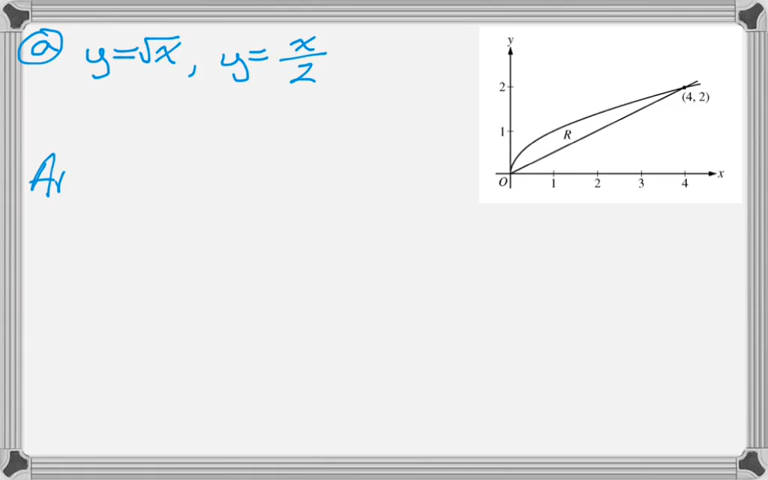 ⓐ y=√x, y=x/2
Ar
y
2
(4, 2)
1
R
O 1 2 3 4 x